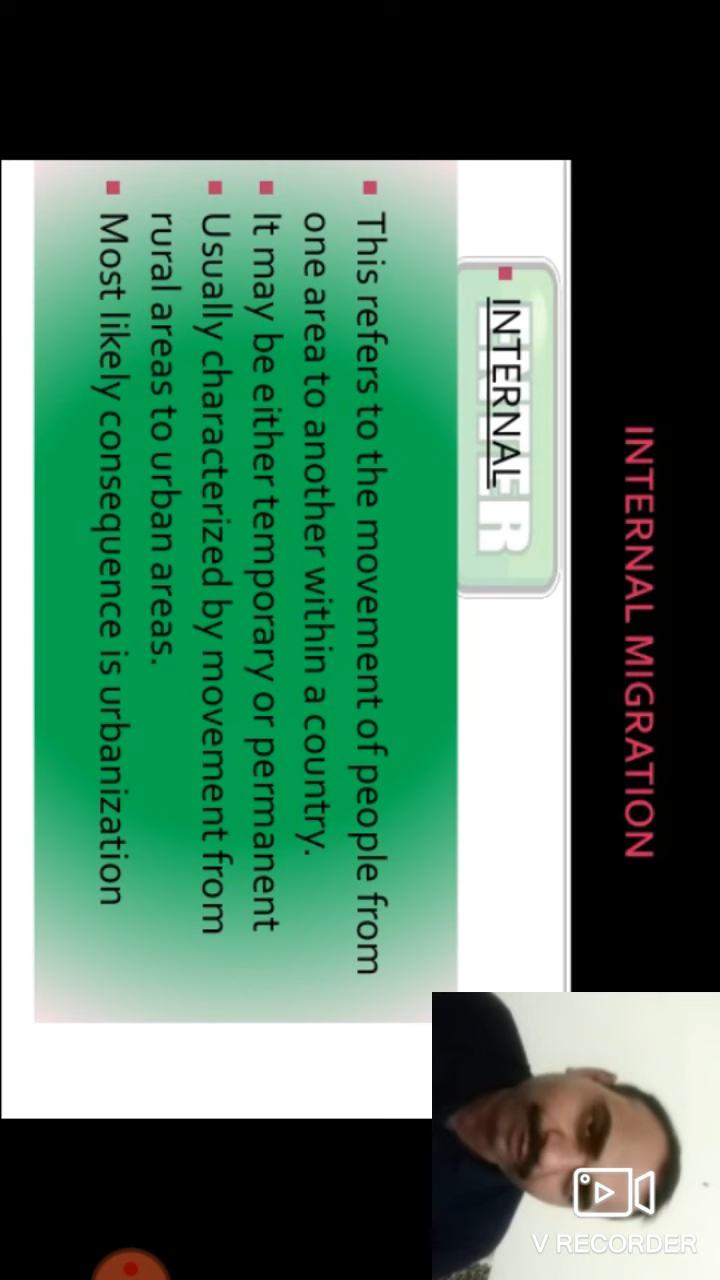 INTERNAL MIGRATION
INTERNAL
INNER
This refers to the movement of people from
one area to another within a country.
It may be either temporary or permanent
Usually characterized by movement from
rural areas to urban areas.
Most likely consequence is urbanization
V RECORDER